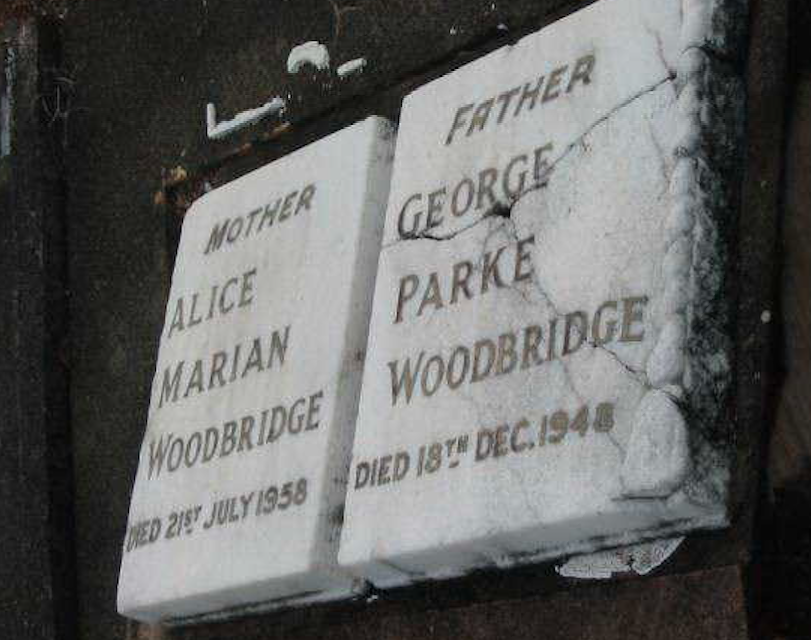 MOTHER
ALICE
MARIAN
WOODBRIDGE
DIED 21ST JULY 1958
FATHER
GEORGE
PARKE
WOODBRIDGE
DIED 18TH DEC. 1948